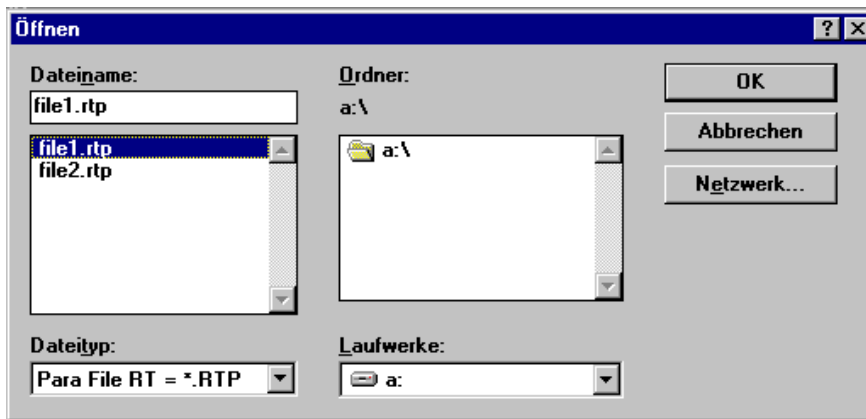 Öffnen
Dateiname:
file1.rtp
file1.rtp
file2.rtp
Dateityp:
Para File RT = *.RTP
Ordner:
a:\
a:\
Laufwerke:
a:
OK
Abbrechen
Netzwerk...